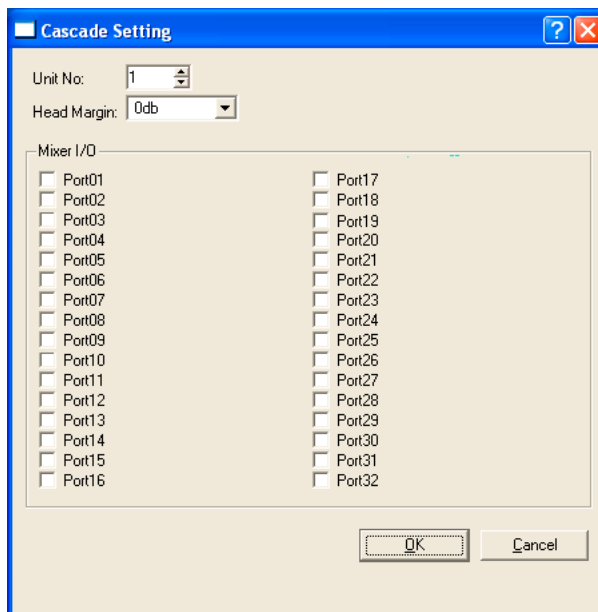 Cascade Setting
Unit No: 1
Head Margin: 0db
Mixer I/O
Port01
Port02
Port03
Port04
Port05
Port06
Port07
Port08
Port09
Port10
Port11
Port12
Port13
Port14
Port15
Port16
Port17
Port18
Port19
Port20
Port21
Port22
Port23
Port24
Port25
Port26
Port27
Port28
Port29
Port30
Port31
Port32
OK
Cancel